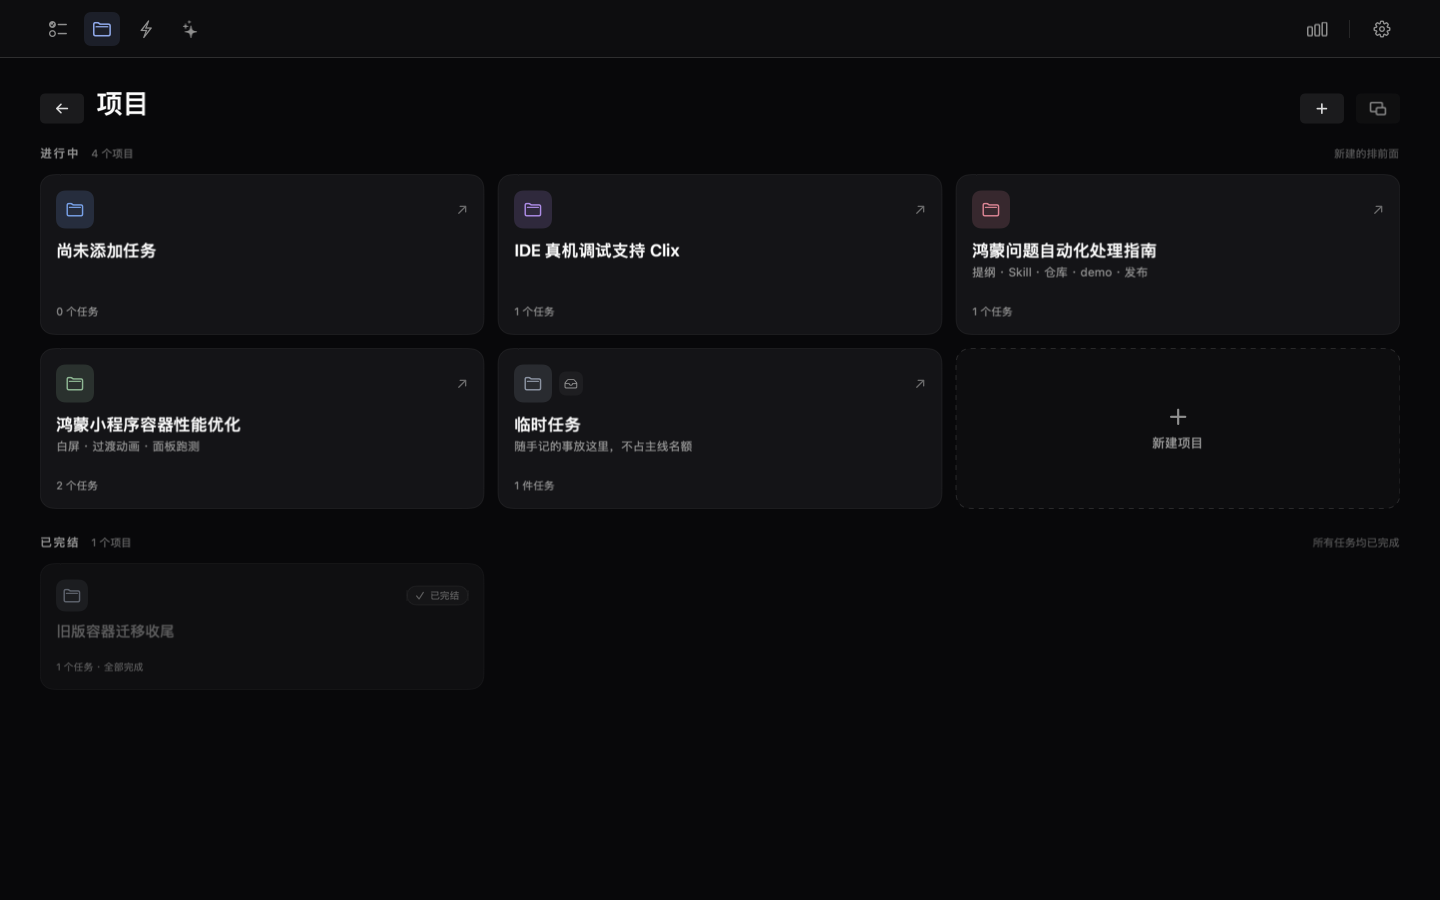 项目
进行中 4 个项目
新建的排前面
尚未添加任务
0 个任务
IDE 真机调试支持 Clix
1 个任务
鸿蒙问题自动化处理指南
提纲 · Skill · 仓库 · demo · 发布
1 个任务
鸿蒙小程序容器性能优化
白屏 · 过渡动画 · 面板跑测
2 个任务
临时任务
随手记的事放这里，不占主线名额
1 件任务
新建项目
已完结 1 个项目
所有任务均已完成
已完结
旧版容器迁移收尾
1 个任务 · 全部完成